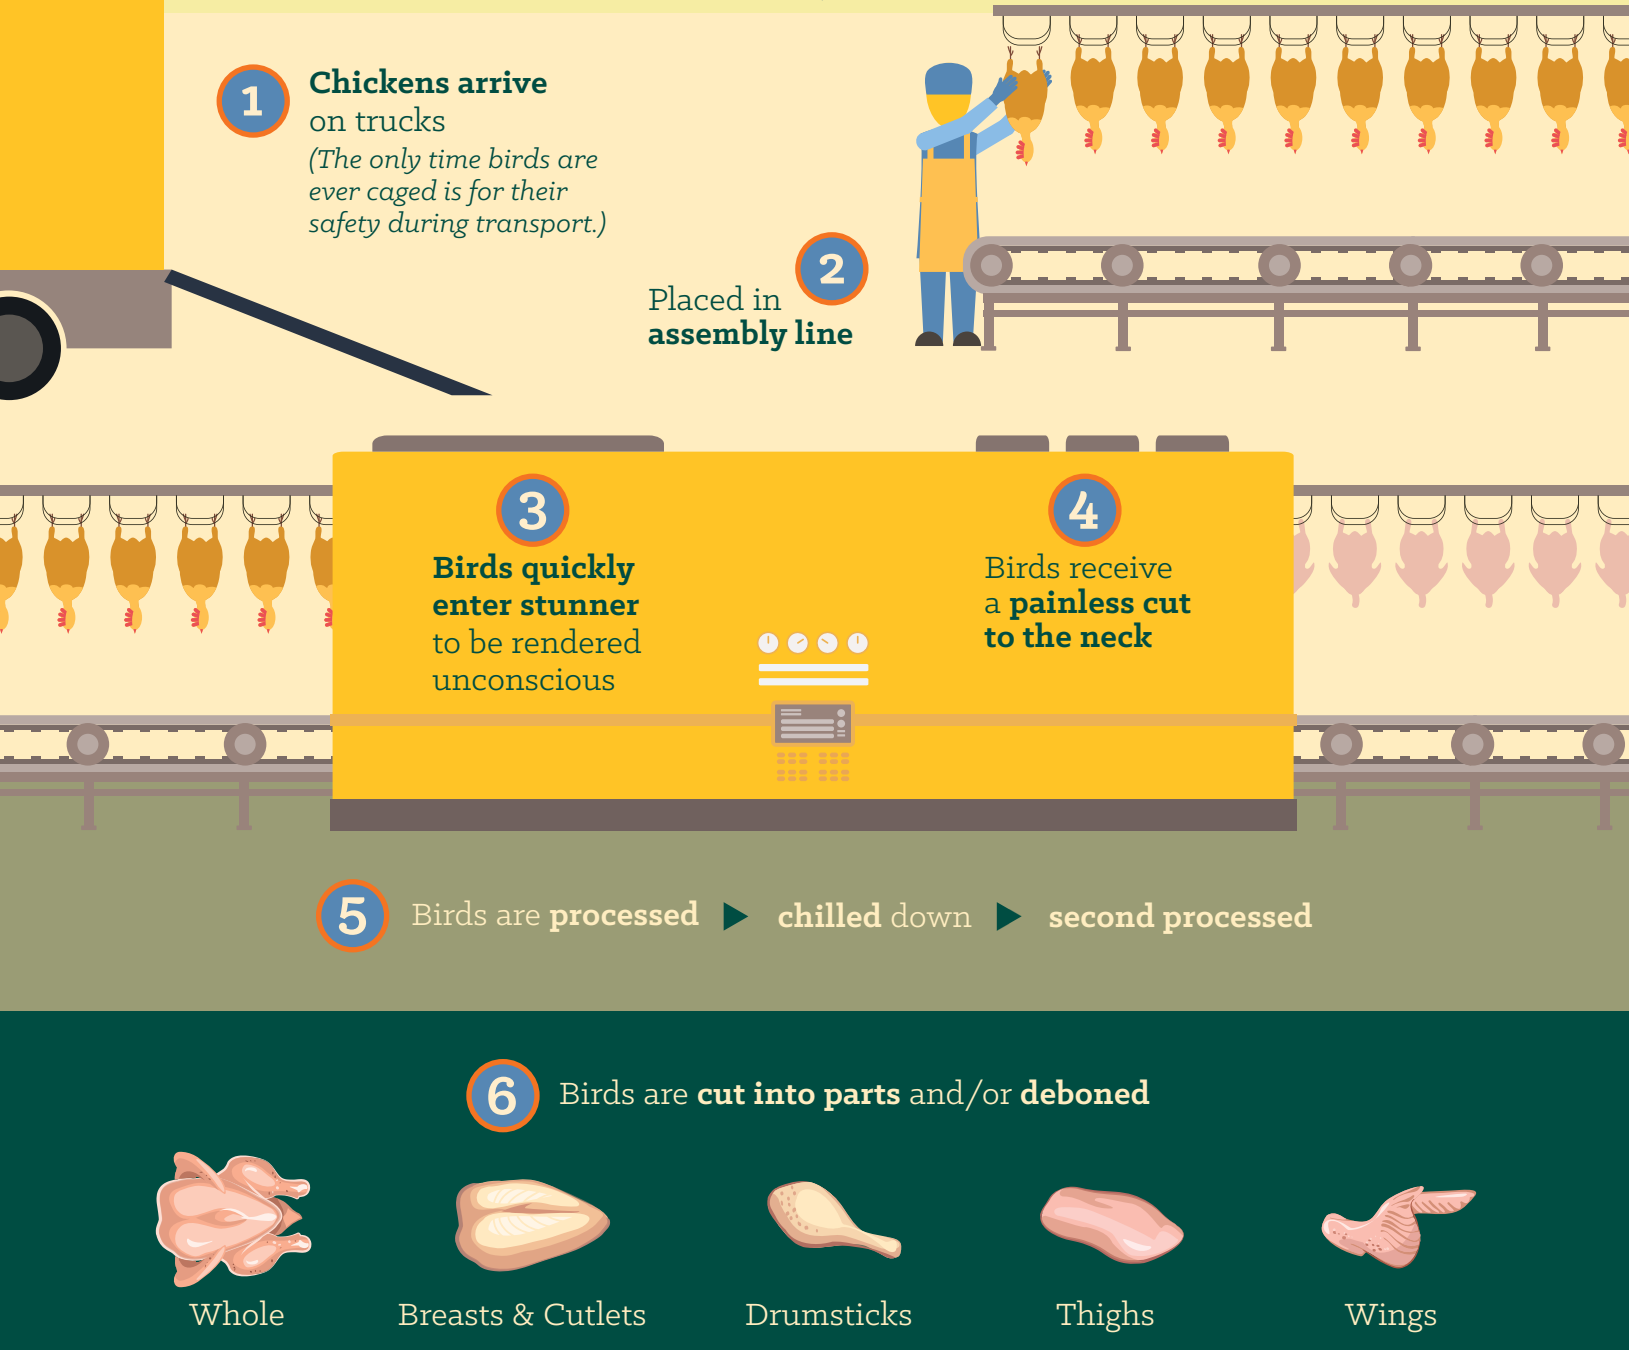 1
Chickens arrive
on trucks
(The only time birds are
ever caged is for their
safety during transport.)
2
Placed in
assembly line
3
Birds quickly
enter stunner
to be rendered
unconscious
4
Birds receive
a painless cut
to the neck
5 Birds are processed ▶ chilled down ▶ second processed
6 Birds are cut into parts and/or deboned
Whole Breasts & Cutlets Drumsticks Thighs Wings